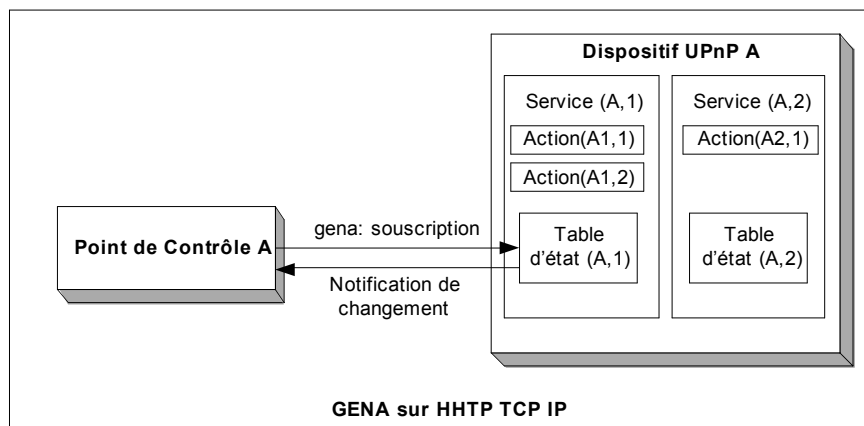 Dispositif UPnP A
Service (A,1)
Action(A1,1)
Action(A1,2)
Table
d'état (A,1)
Service (A,2)
Action(A2,1)
Table
d'état (A,2)
Point de Contrôle A
gena: souscription
Notification de
changement
GENA sur HHTP TCP IP